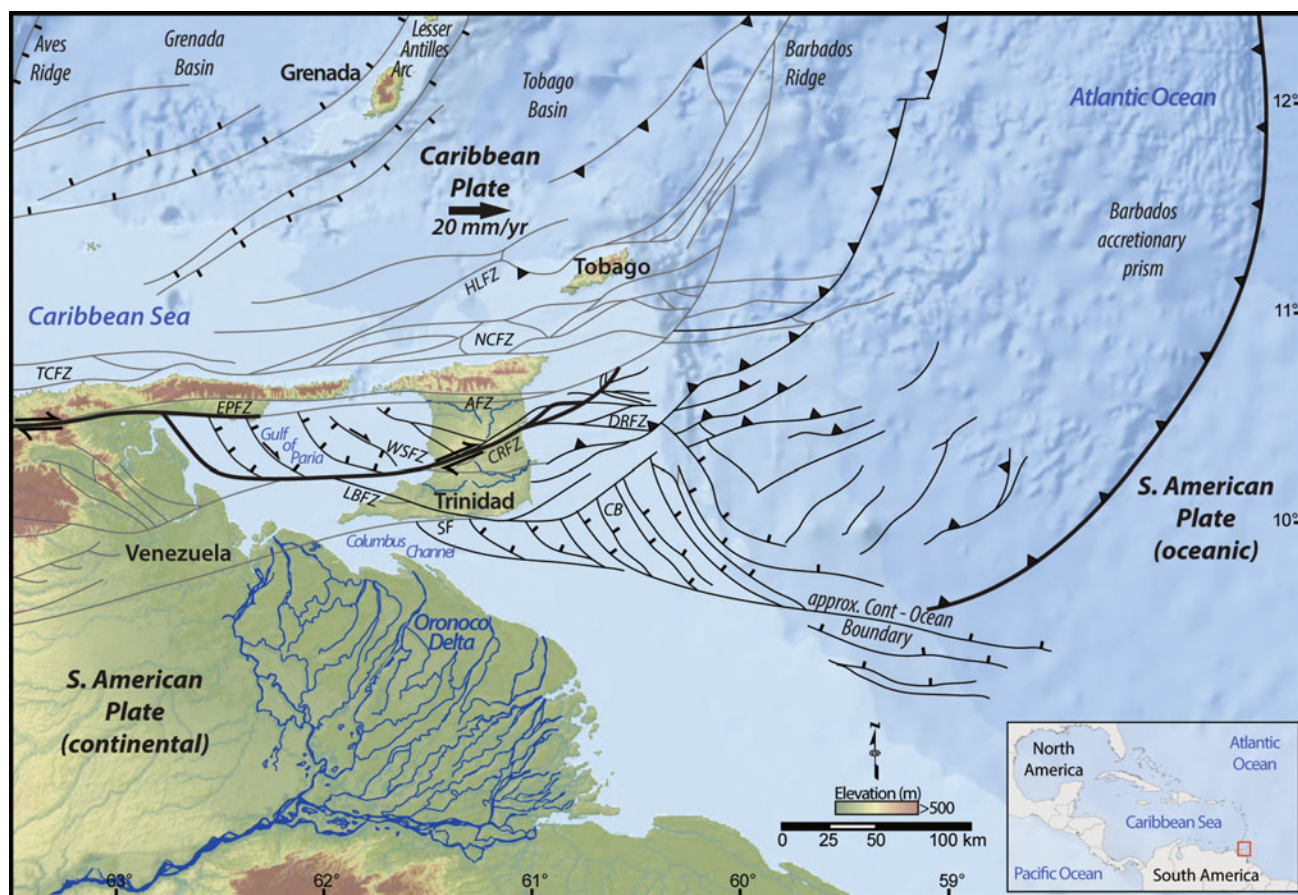 Aves
Ridge
Grenada
Basin
Lesser
Antilles
Arc
Grenada
Tobago
Basin
Barbados
Ridge
Atlantic Ocean
12°
Caribbean
Plate
20 mm/yr
Barbados
accretionary
prism
HLFZ
Tobago
Caribbean Sea
11°
NCFZ
TCFZ
EPFZ
AFZ
DRFZ
Gulf
of
Paria
WSFZ
CRFZ
Trinidad
LBFZ
CB
SF
S. American
Plate
(oceanic)
10°
Venezuela
Columbus
Channel
approx. Cont - Ocean
Boundary
Oronoco
Delta
S. American
Plate
(continental)
Elevation (m)
>500
0 25 50 100 km
North
America
Atlantic
Ocean
Caribbean Sea
Pacific Ocean
South America
63°
62°
61°
60°
59°